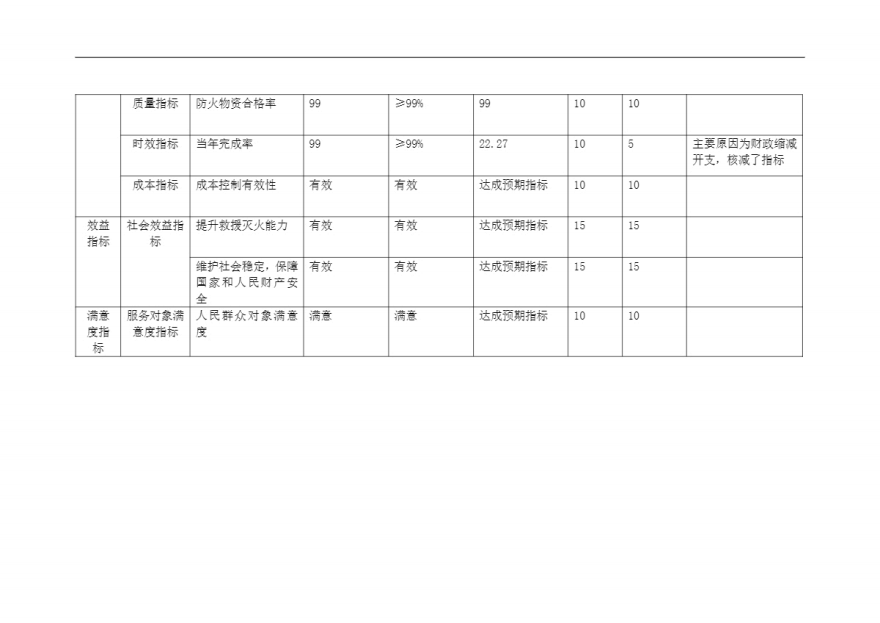 质量指标 防火物资合格率 99 ≥99% 99 10 10
时效指标 当年完成率 99 ≥99% 22.27 10 5 主要原因为财政缩减
开支，核减了指标
成本指标 成本控制有效性 有效 有效 达成预期指标 10 10
效益 社会效益指 提升救援灭火能力 有效 有效 达成预期指标 15 15
指标 标
维护社会稳定，保障 有效 有效 达成预期指标 15 15
国家和人民财产安
全
满意 服务对象满 人民群众对象满意 满意 满意 达成预期指标 10 10
度指 意度指标 度
标